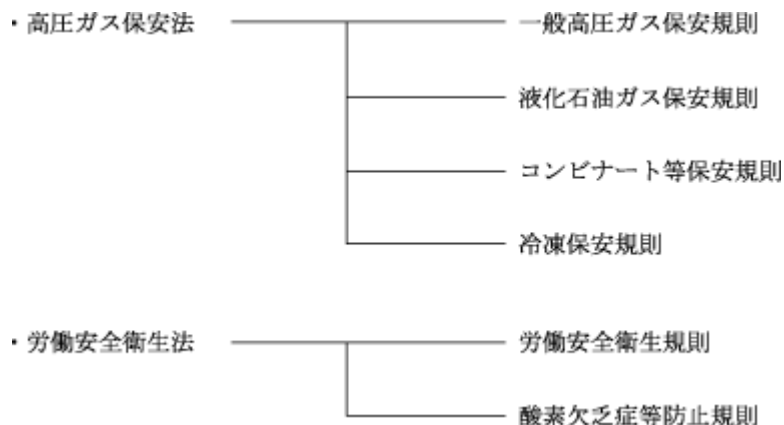 ・高圧ガス保安法 一般高圧ガス保安規則
液化石油ガス保安規則
コンビナート等保安規則
冷凍保安規則
・労働安全衛生法 労働安全衛生規則
酸素欠乏症等防止規則